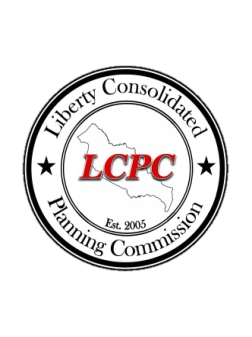 Liberty Consolidated
LCPC
Est. 2005
Planning Commission